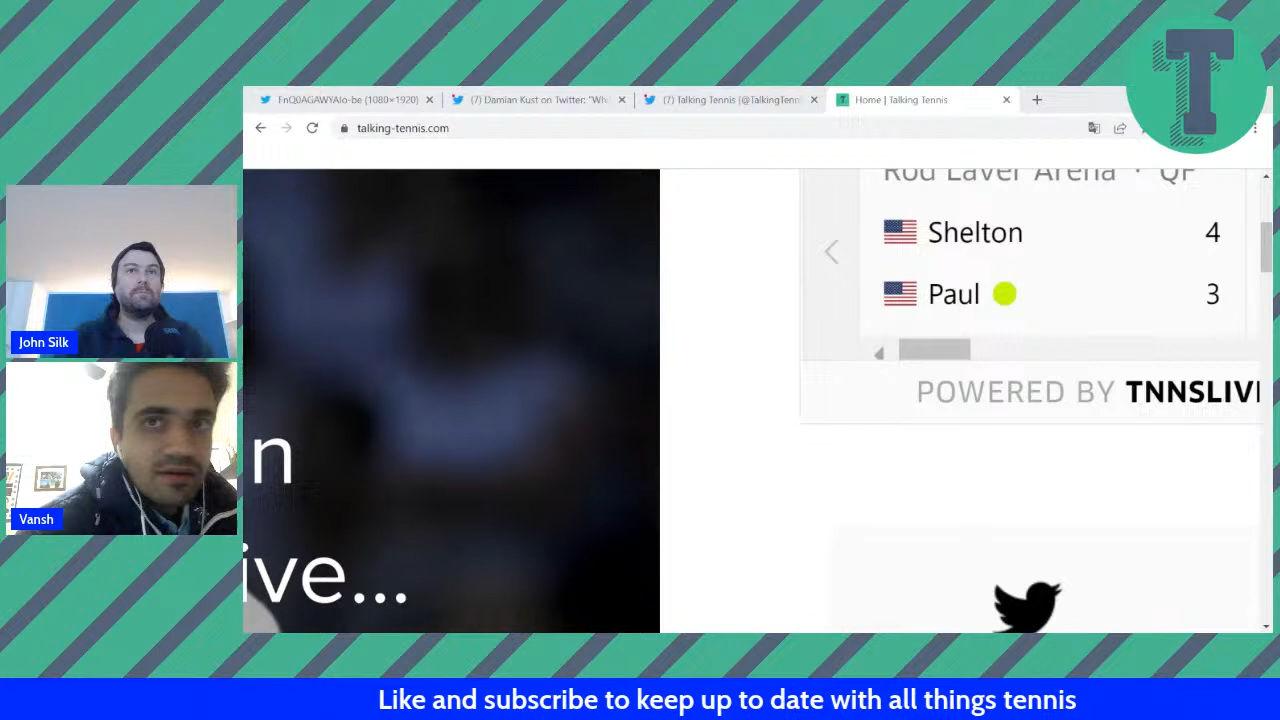 T
FnQ0AGAWYAIo-be (1080×1920)
(7) Damian Kust on Twitter: "Whi
(7) Talking Tennis (@TalkingTenn
Home | Talking Tennis
talking-tennis.com
Rod Laver Arena · QF
Shelton 4
Paul 3
POWERED BY TNNSLIV
n
ive...
John Silk
Vansh
Like and subscribe to keep up to date with all things tennis